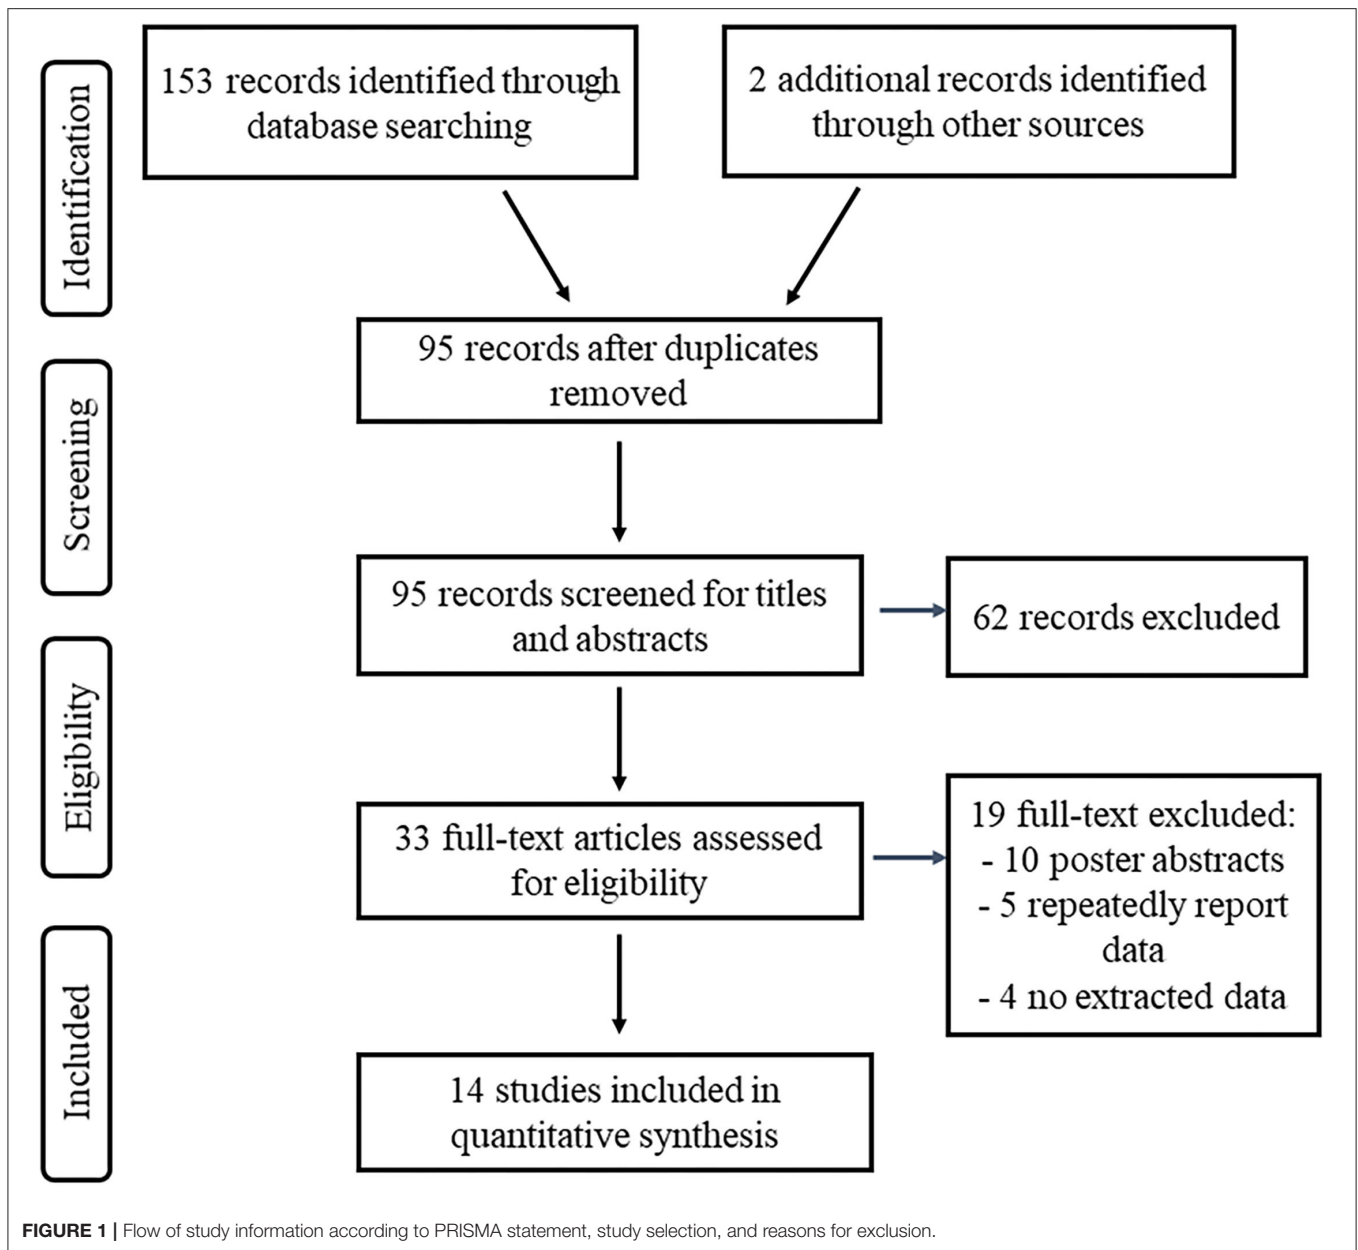 Identification
153 records identified through
database searching
2 additional records identified
through other sources
95 records after duplicates
removed
Screening
95 records screened for titles
and abstracts
62 records excluded
Eligibility
33 full-text articles assessed
for eligibility
19 full-text excluded:
- 10 poster abstracts
- 5 repeatedly report
data
- 4 no extracted data
Included
14 studies included in
quantitative synthesis
FIGURE 1 | Flow of study information according to PRISMA statement, study selection, and reasons for exclusion.